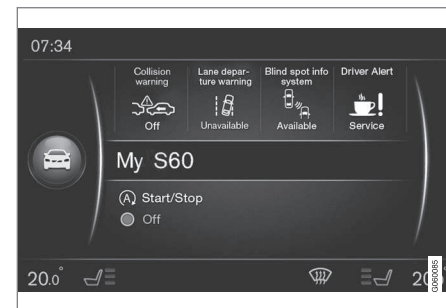 07:34
Collision warning
Lane depar-
ture warning
Blind spot info system
Driver Alert
Off
Unavailable
Available
Service
My S60
A Start/Stop
Off
20.0°
20
G060085